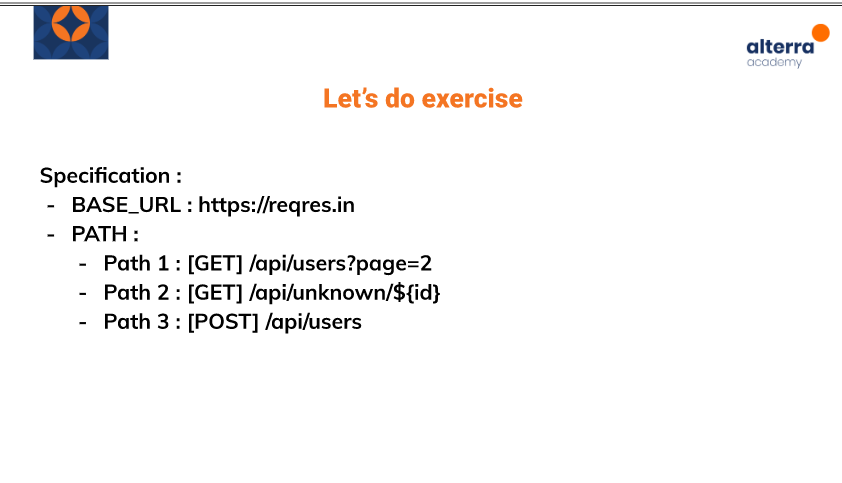 alterra
academy
Let's do exercise
Specification :
- BASE_URL : https://reqres.in
- PATH :
- Path 1 : [GET] /api/users?page=2
- Path 2 : [GET] /api/unknown/${id}
- Path 3 : [POST] /api/users